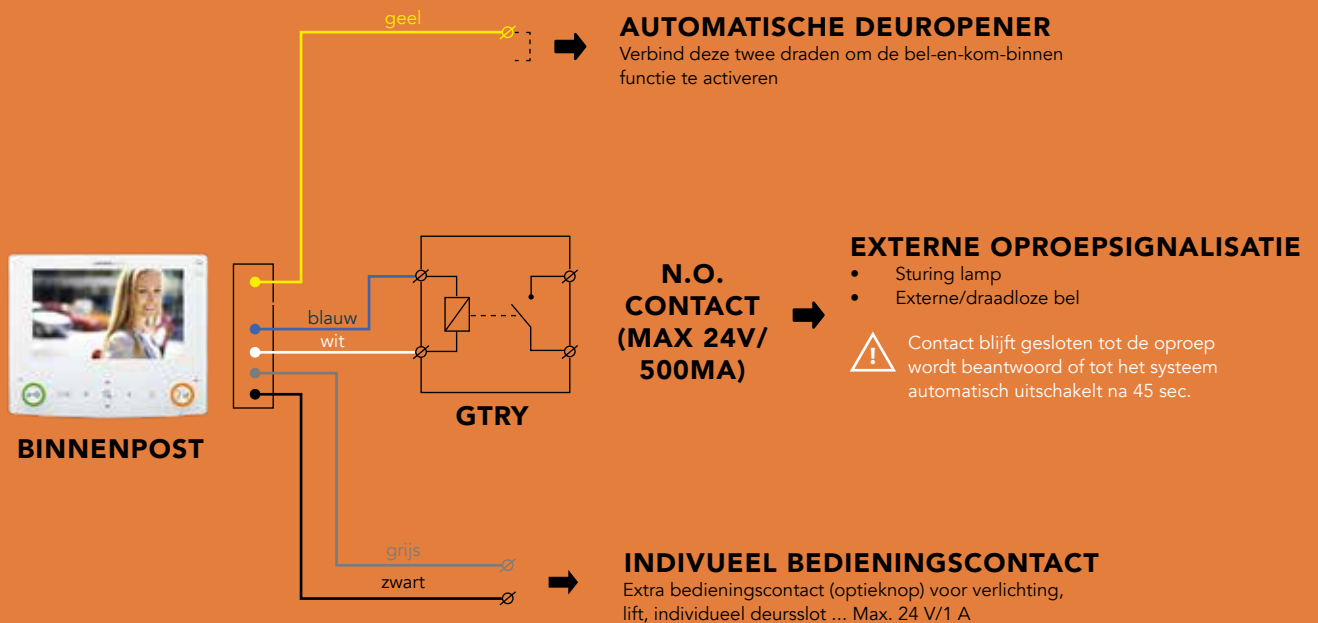 geel
AUTOMATISCHE DEUROPENER
Verbind deze twee draden om de bel-en-kom-binnen
functie te activeren
blauw
wit
BINNENPOST
GTRY
N.O.
CONTACT
(MAX 24V/
500MA)
EXTERNE OPROEPSIGNALISATIE
• Sturing lamp
• Externe/draadloze bel
! Contact blijft gesloten tot de oproep
wordt beantwoord of tot het systeem
automatisch uitschakelt na 45 sec.
grijs
zwart
INDIVUEEL BEDIENINGSCONTACT
Extra bedieningscontact (optieknop) voor verlichting,
lift, individueel deursslot ... Max. 24 V/1 A